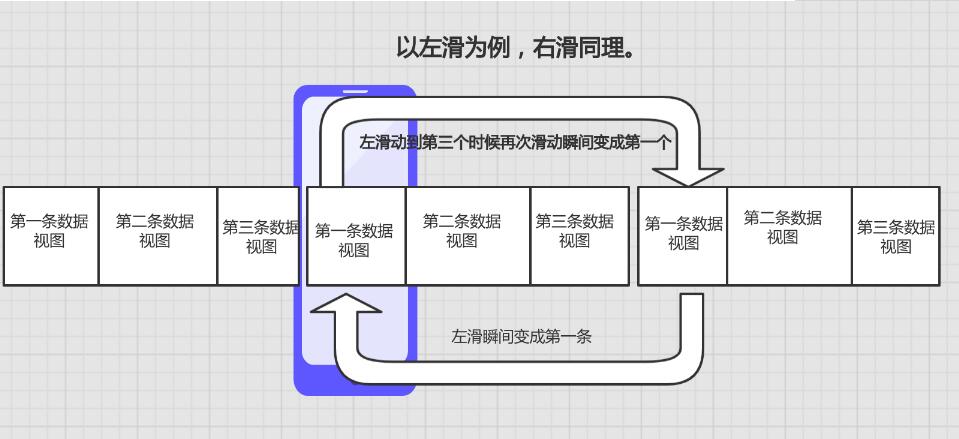 以左滑为例，右滑同理。
左滑动到第三个时候再次滑动瞬间变成第一个
第一条数据
视图
第二条数据
视图
第三条数据
视图
第一条数据
视图
第二条数据
视图
第三条数据
视图
第一条数据
视图
第二条数据
视图
第三条数据
视图
左滑瞬间变成第一条